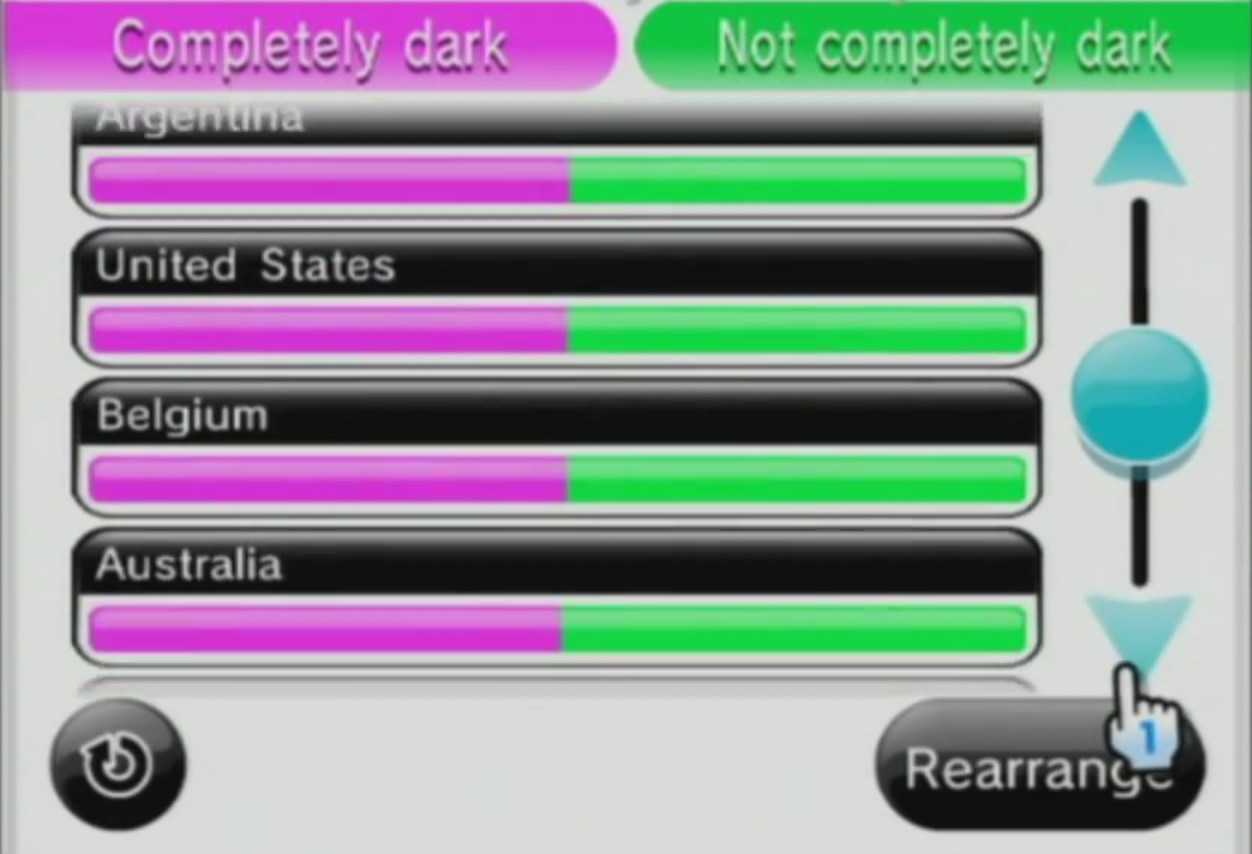 Completely dark
Not completely dark
Argentina
United States
Belgium
Australia
Rearrange
1